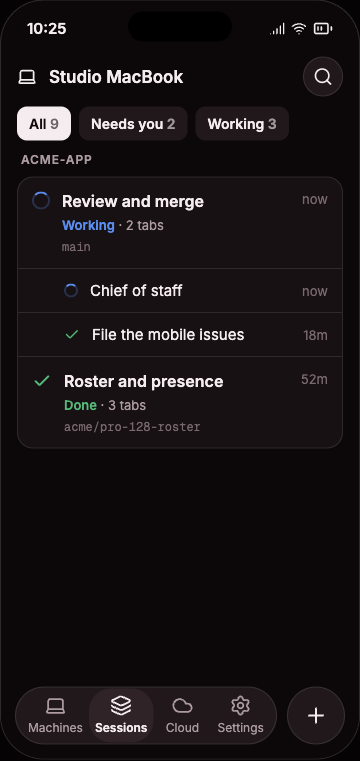 10:25
Studio MacBook
All 9
Needs you 2
Working 3
ACME-APP
Review and merge
now
Working · 2 tabs
main
Chief of staff
now
File the mobile issues
18m
Roster and presence
52m
Done · 3 tabs
acme/pro-128-roster
Machines
Sessions
Cloud
Settings